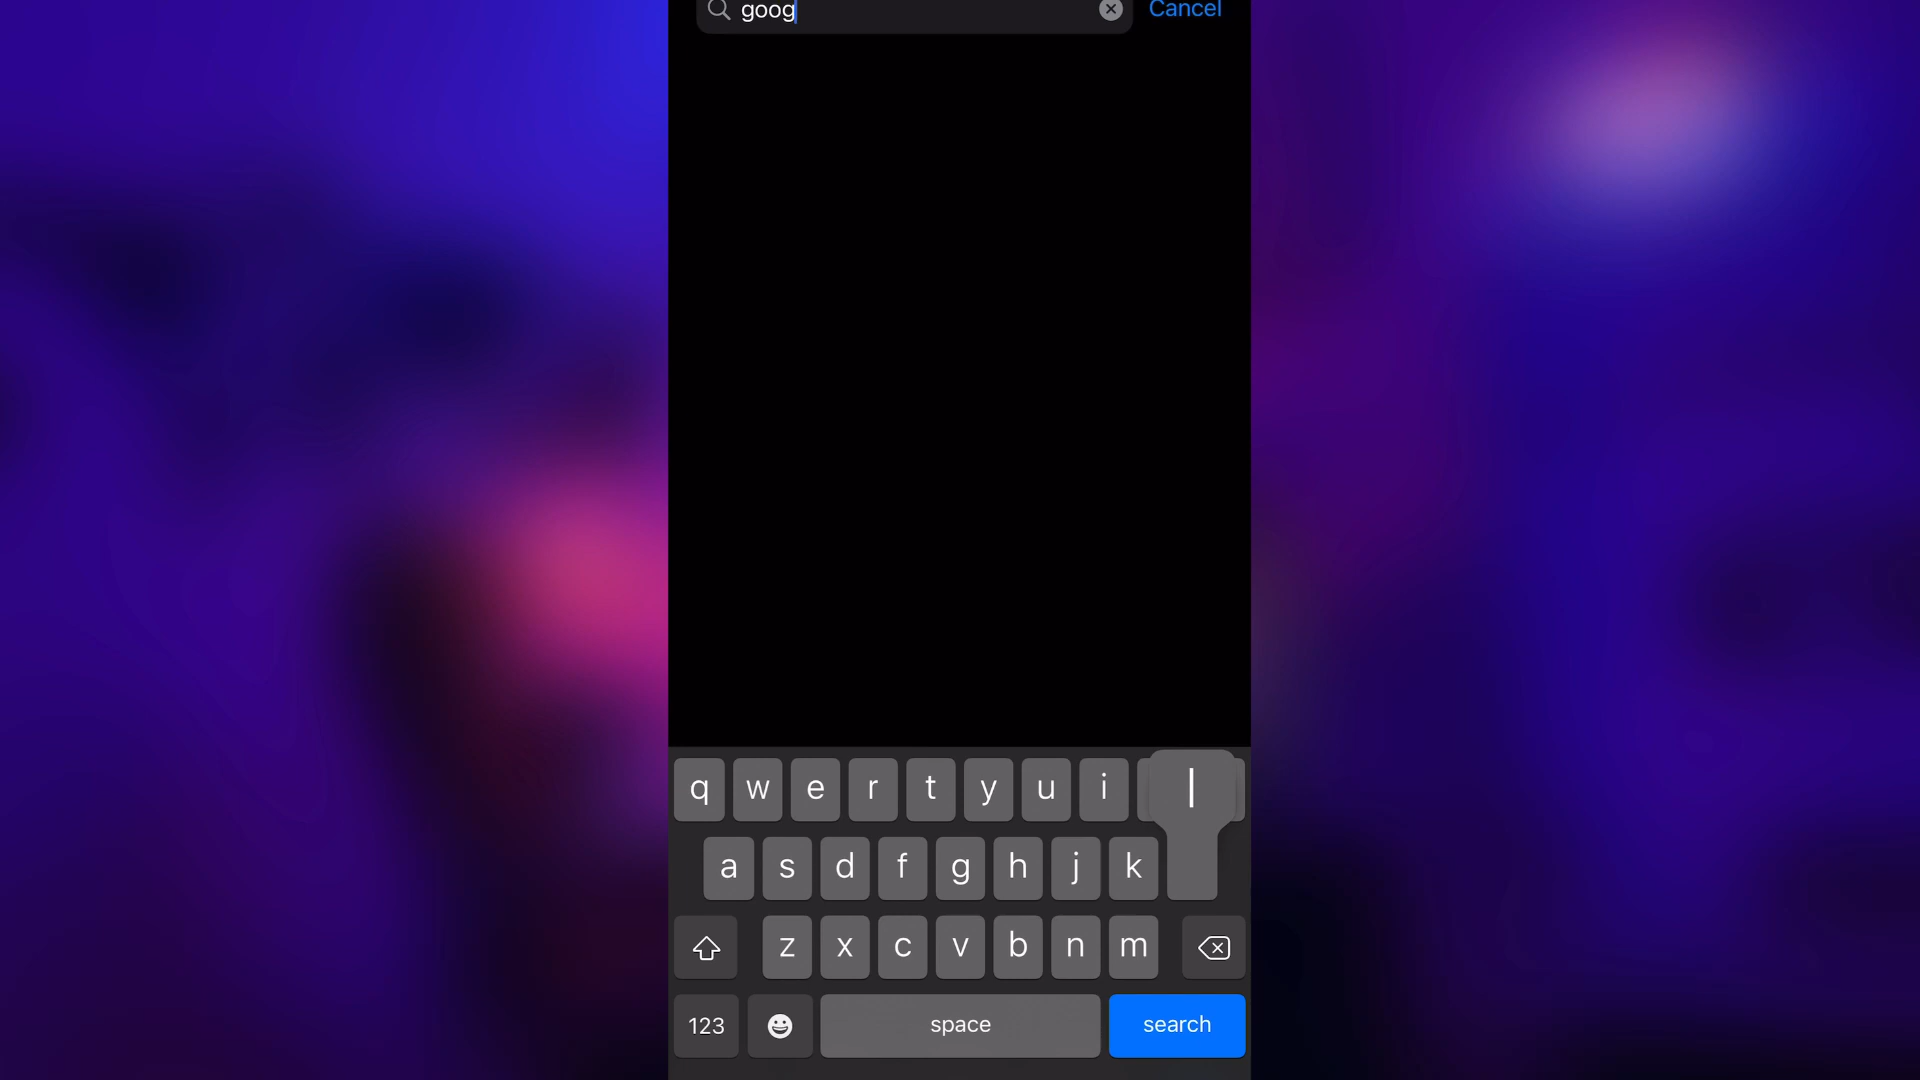 goog Cancel
q w e r t y u i l
a s d f g h j k
z x c v b n m
123 space search